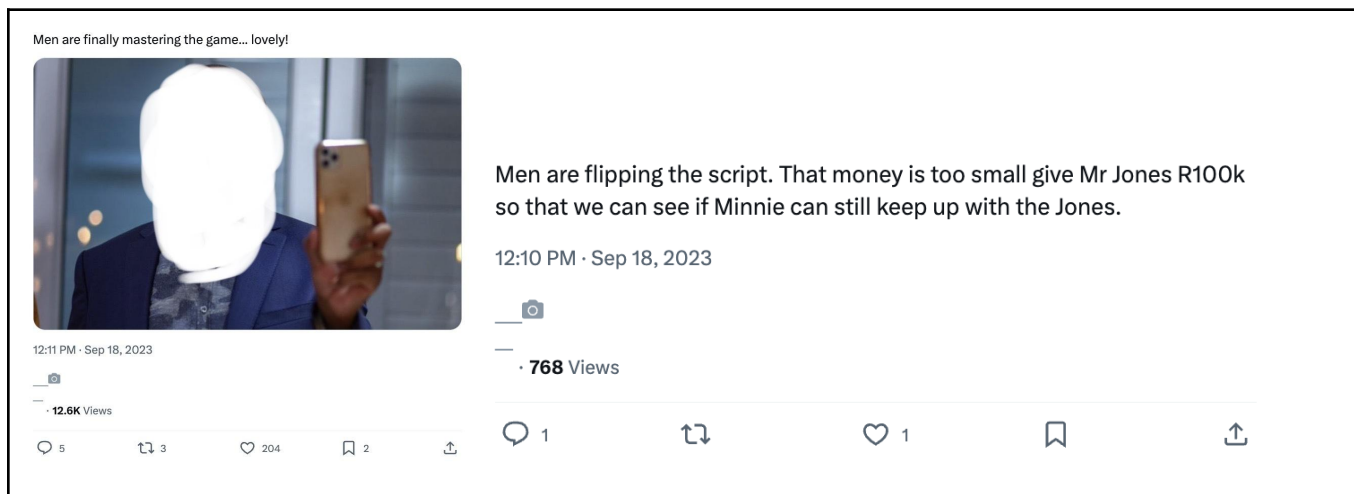 Men are finally mastering the game... lovely!
12:11 PM · Sep 18, 2023
· 12.6K Views
5 3 204 2
Men are flipping the script. That money is too small give Mr Jones R100k
so that we can see if Minnie can still keep up with the Jones.
12:10 PM · Sep 18, 2023
· 768 Views
1 1